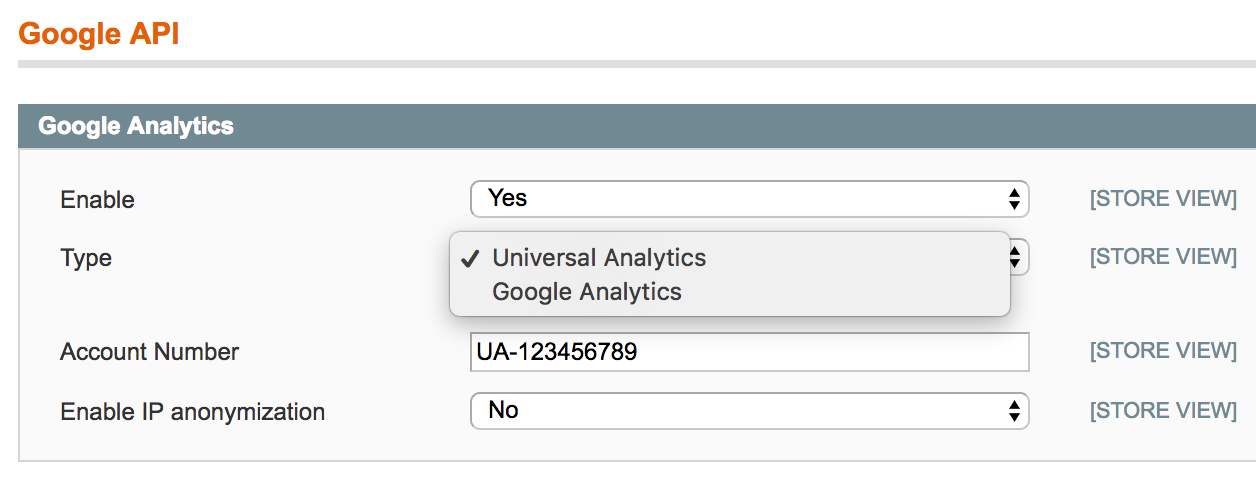 Google API
Google Analytics
Enable Yes [STORE VIEW]
Type Universal Analytics [STORE VIEW]
Google Analytics
Account Number UA-123456789 [STORE VIEW]
Enable IP anonymization No [STORE VIEW]